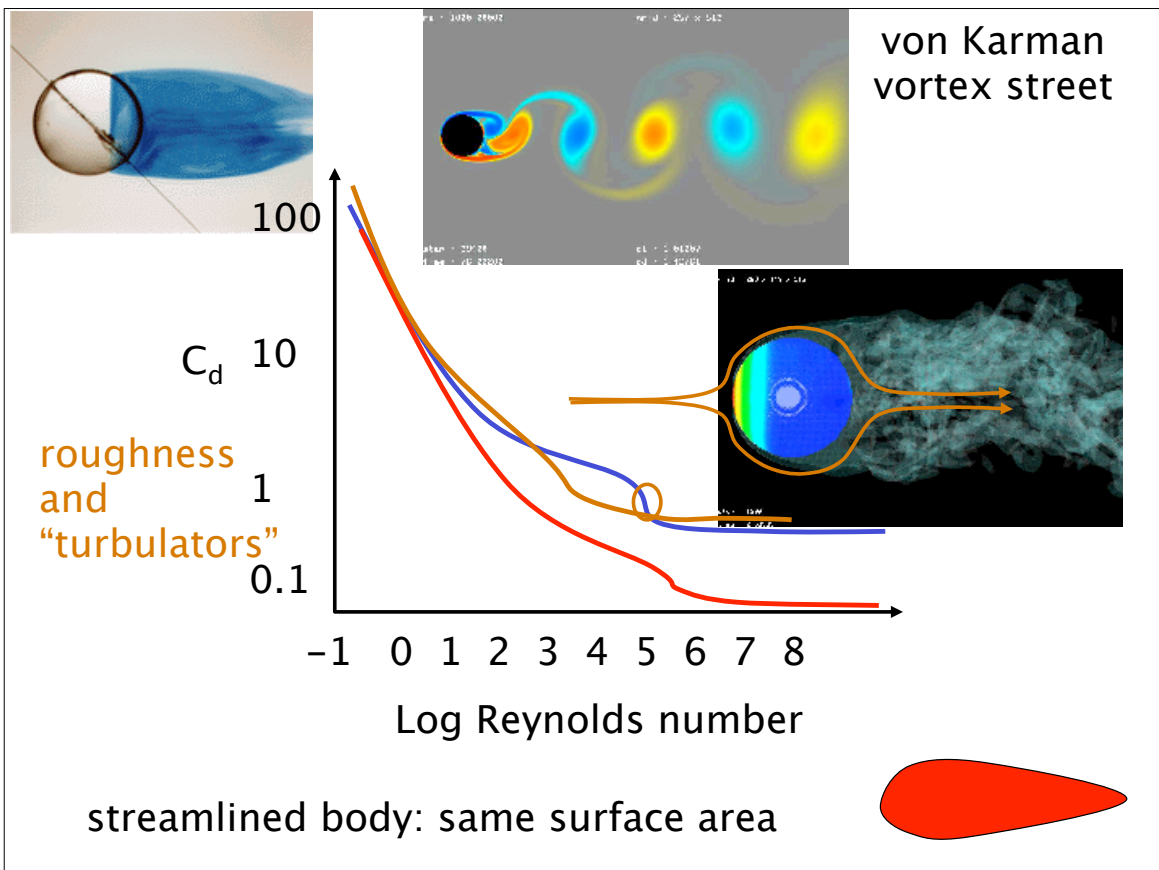 von Karman
vortex street
100
10
C_d
1
0.1
roughness
and
“turbulators”
-1 0 1 2 3 4 5 6 7 8
Log Reynolds number
streamlined body: same surface area